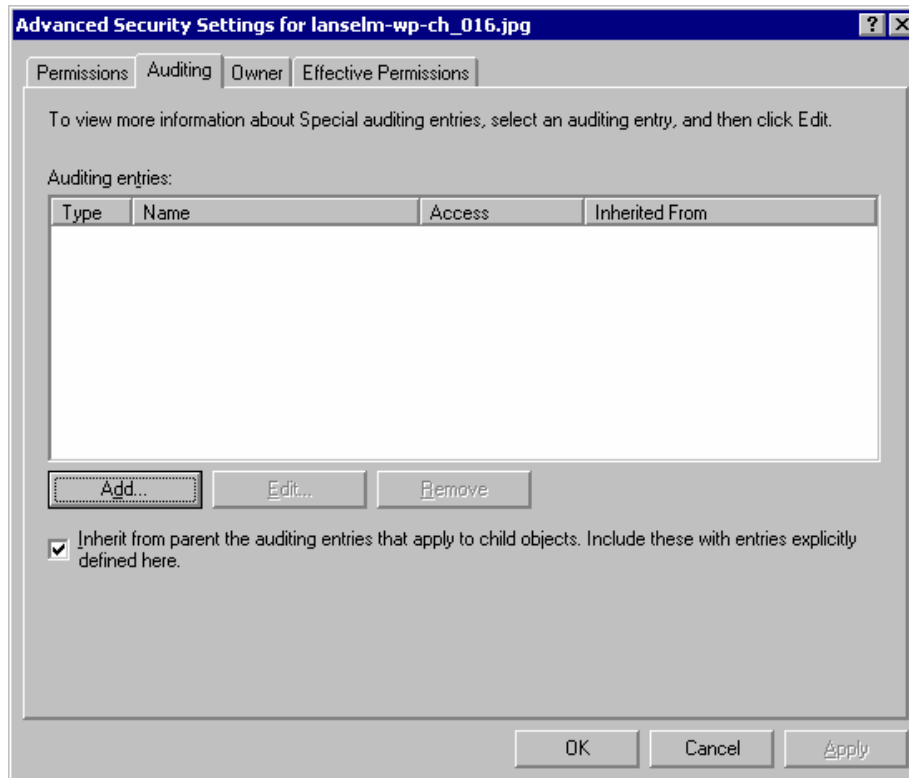 Advanced Security Settings for lanselm-wp-ch_016.jpg
Permissions Auditing Owner Effective Permissions
To view more information about Special auditing entries, select an auditing entry, and then click Edit.
Auditing entries:
Type Name Access Inherited From
Add... Edit... Remove
Inherit from parent the auditing entries that apply to child objects. Include these with entries explicitly
defined here.
OK Cancel Apply